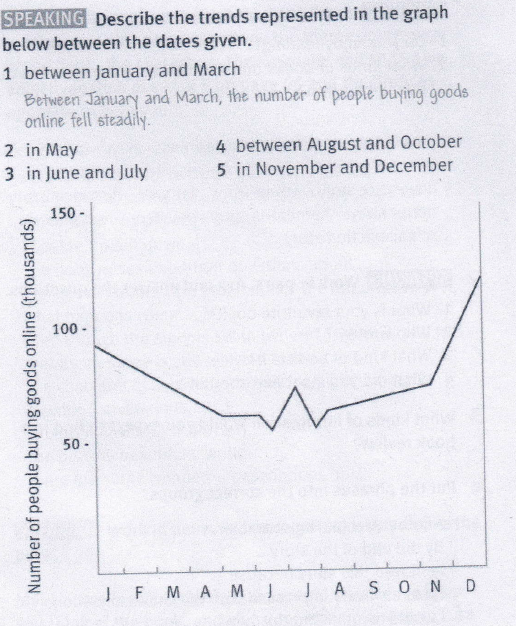 SPEAKING Describe the trends represented in the graph
below between the dates given.
1 between January and March
Between January and March, the number of people buying goods
online fell steadily.
2 in May
3 in June and July
4 between August and October
5 in November and December
Number of people buying goods online (thousands)
150
100
50
J F M A M J J A S O N D